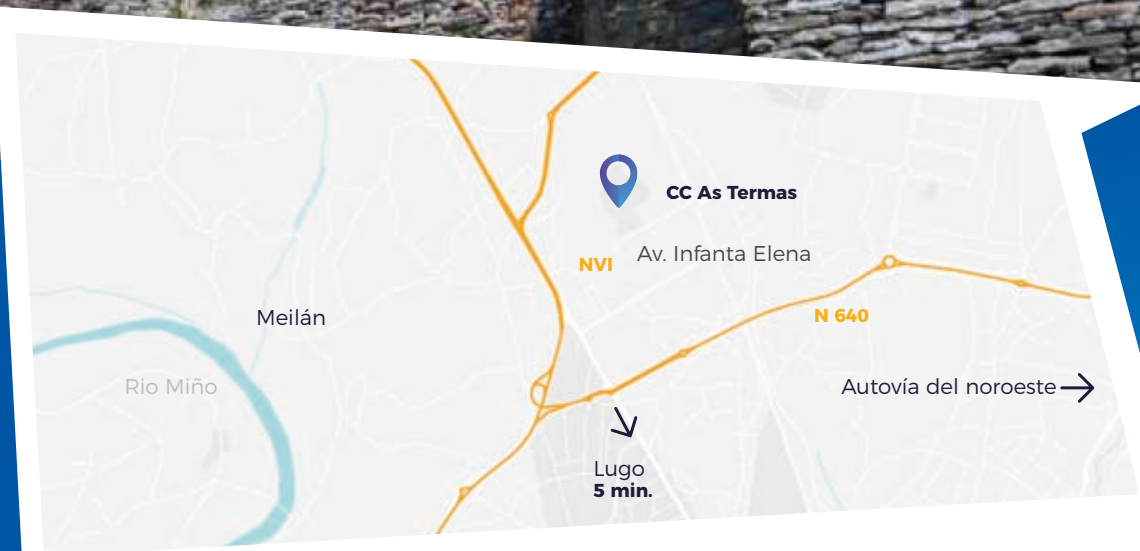 CC As Termas
Av. Infanta Elena
NVI
Meilán
N 640
Rio Miño
Autovía del noroeste
Lugo
5 min.